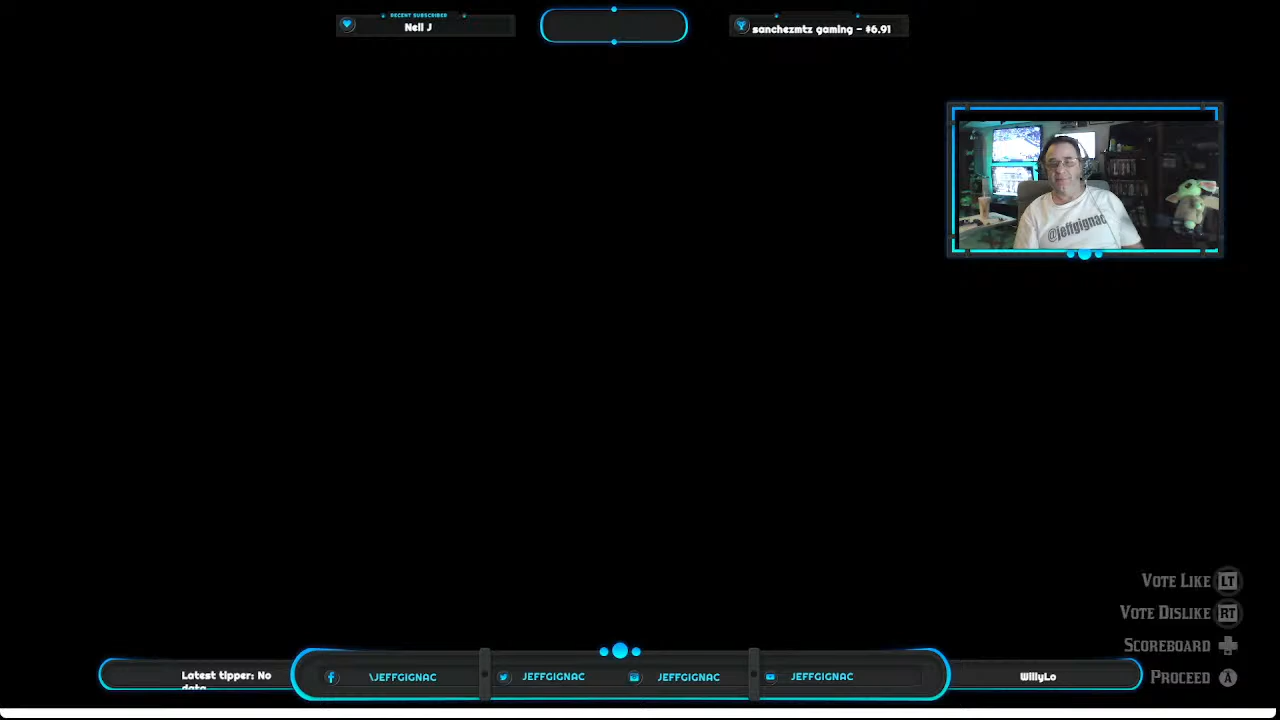 RECENT SUBSCRIBER
Neil J
sanchezmtz gaming - $6.91
@jeffgignac
VOTE LIKE LT
VOTE DISLIKE RT
SCOREBOARD
PROCEED A
Latest tipper: No
data
\JEFFGIGNAC
JEFFGIGNAC
JEFFGIGNAC
JEFFGIGNAC
WillyLo